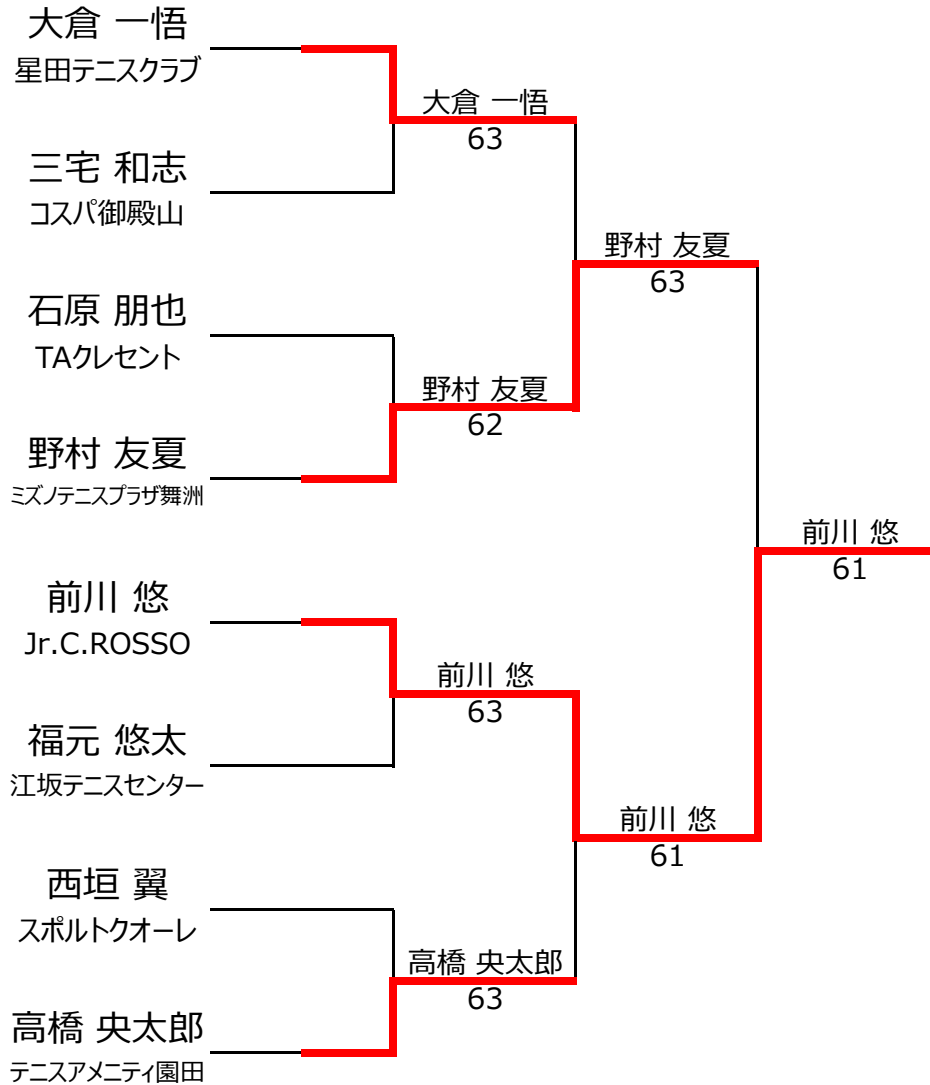 大倉 一悟
星田テニスクラブ
大倉 一悟
63
三宅 和志
コスパ御殿山
野村 友夏
63
石原 朋也
TAクレセント
野村 友夏
62
野村 友夏
ミズノテニスプラザ舞洲
前川 悠
61
前川 悠
Jr.C.ROSSO
前川 悠
63
福元 悠太
江坂テニスセンター
前川 悠
61
西垣 翼
スポルトクオーレ
高橋 央太郎
63
高橋 央太郎
テニスアメニティ園田